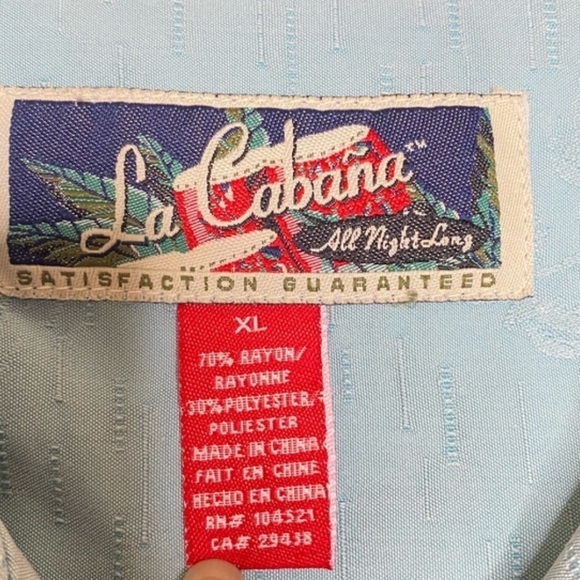 La Cabaña™
All Night Long
SATISFACTION GUARANTEED
XL
70% RAYON/
RAYONNE
30% POLYESTER/
POLIESTER
MADE IN CHINA/
FAIT EN CHINE
HECHO EN CHINA
RN# 104521
CA# 29438